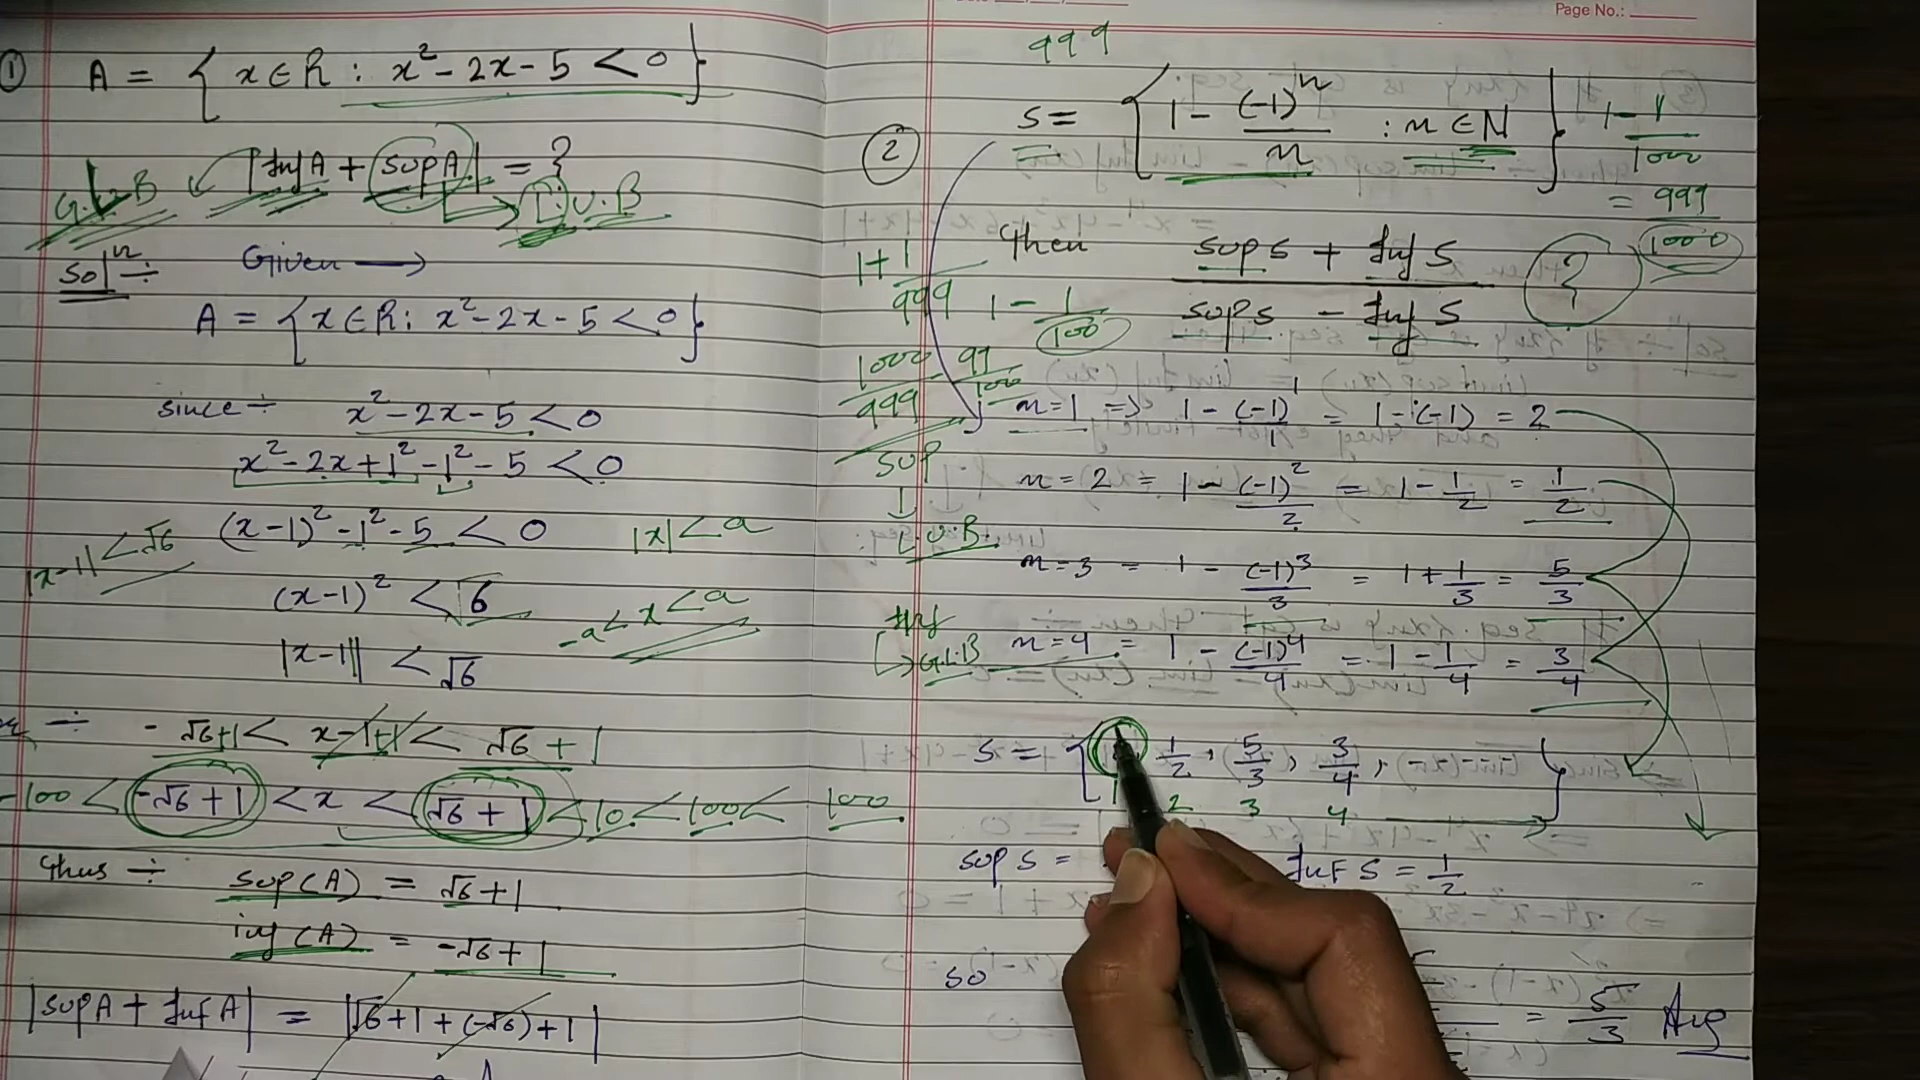 ① A = { x ∈ R : x² - 2x - 5 < 0 }
|Inf A + sup A| = ?
G.L.B
L.U.B
Solⁿ ÷ Given →
A = { x ∈ R : x² - 2x - 5 < 0 }
since ÷ x² - 2x - 5 < 0
x² - 2x + 1² - 1² - 5 < 0
(x-1)² - 1² - 5 < 0
|x| < a
|x-1| < √6
(x-1)² < √6
-a < x < a
|x-1| < √6
÷ -√6+1 < x-1+1 < √6 + 1
-100 < -√6 + 1 < x < √6 + 1 < 10 < 100 < 100
Thus ÷ sup(A) = √6 + 1
inf(A) = -√6 + 1
|sup A + Inf A| = |√6 + 1 + (-√6) + 1|
Page No.:
999
② S = { 1 - (-1)ⁿ/n : n ∈ N }
1 - 1/1000
= 999/1000
Then sup S + Inf S / sup S - Inf S ?
1 + 1/999
1 - 1/100
1000/999
99/100
n=1 => 1 - (-1)¹/1 = 1 - (-1) = 2
SUP
↓
L.U.B.
n = 2 = 1 - (-1)²/2 = 1 - 1/2 = 1/2
n=3 = 1 - (-1)³/3 = 1 + 1/3 = 5/3
Inf
→ G.L.B
n=4 = 1 - (-1)⁴/4 = 1 - 1/4 = 3/4
S = { 1/2, 5/3, 3/4, }
1 2 3 4
sup S =
Inf S = 1/2
so
= 5/3 Ans